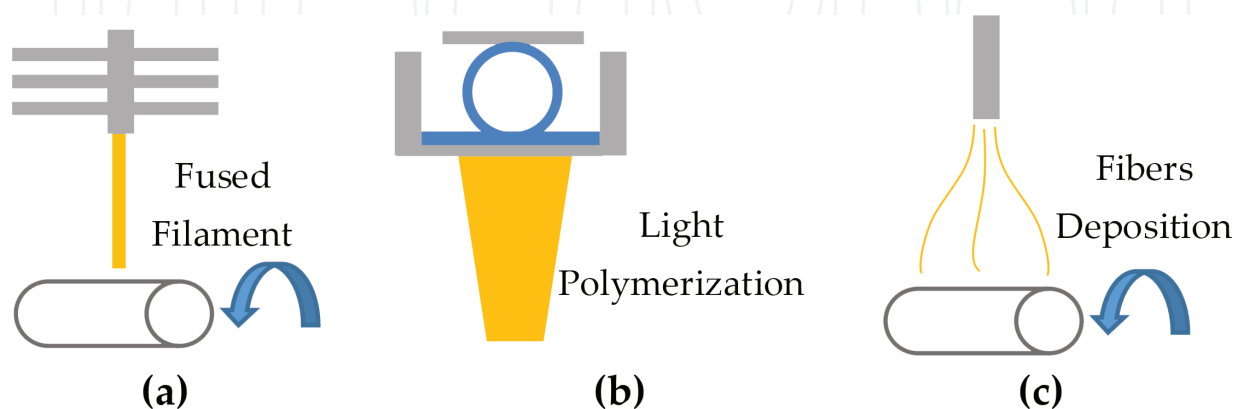 Fused
Filament
(a)
Light
Polymerization
(b)
Fibers
Deposition
(c)